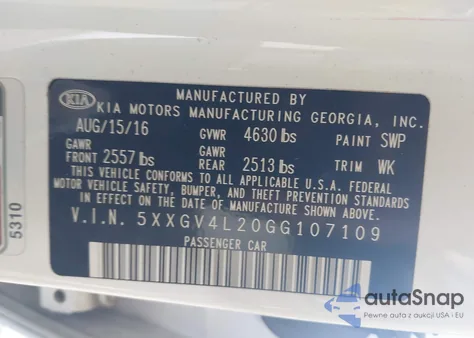 MANUFACTURED BY
KIA KIA MOTORS MANUFACTURING GEORGIA, INC.
AUG/15/16 GVWR 4630 lbs PAINT SWP
GAWR FRONT 2557 lbs GAWR REAR 2513 lbs TRIM WK
THIS VEHICLE CONFORMS TO ALL APPLICABLE U.S.A. FEDERAL
MOTOR VEHICLE SAFETY, BUMPER, AND THEFT PREVENTION STANDARDS
IN EFFECT ON THE DATE OF MANUFACTURE SHOWN ABOVE.
V.I.N. 5XXGV4L20GG107109
PASSENGER CAR
5310
autaSnap
Pewne auta z aukcji USA i EU